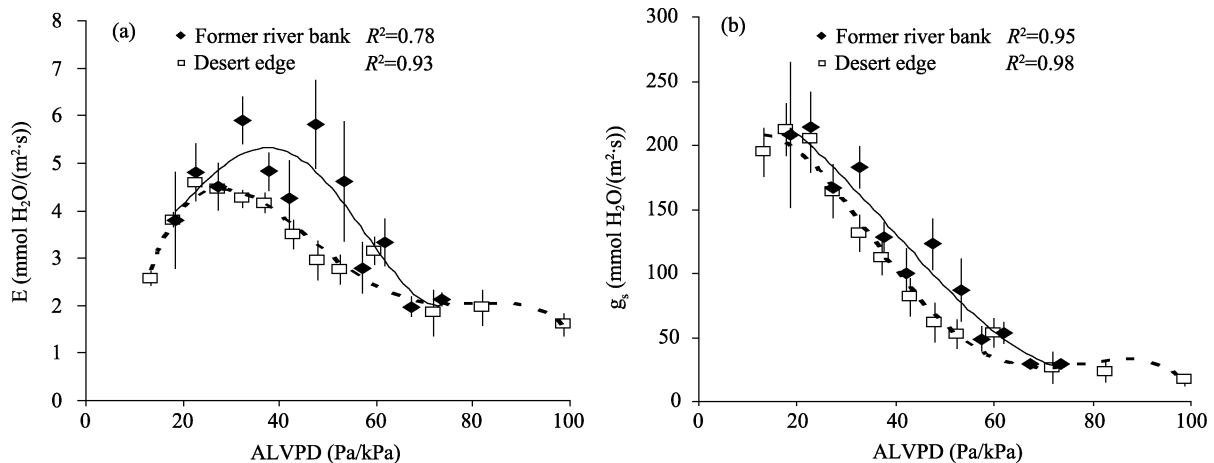 (a)
Former river bank R²=0.78
Desert edge R²=0.93
8
7
6
5
4
3
2
1
0
0 20 40 60 80 100
E (mmol H₂O/(m²·s))
ALVPD (Pa/kPa)
(b)
Former river bank R²=0.95
Desert edge R²=0.98
300
250
200
150
100
50
0
0 20 40 60 80 100
gₛ (mmol H₂O/(m²·s))
ALVPD (Pa/kPa)